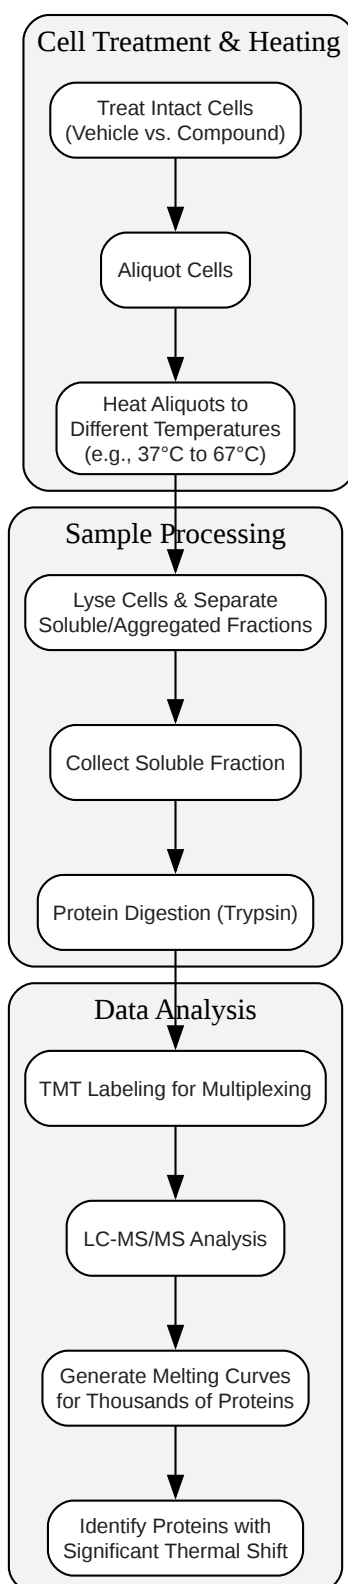 Cell Treatment & Heating
Treat Intact Cells
(Vehicle vs. Compound)
Aliquot Cells
Heat Aliquots to
Different Temperatures
(e.g., 37°C to 67°C)
Sample Processing
Lyse Cells & Separate
Soluble/Aggregated Fractions
Collect Soluble Fraction
Protein Digestion (Trypsin)
Data Analysis
TMT Labeling for Multiplexing
LC-MS/MS Analysis
Generate Melting Curves
for Thousands of Proteins
Identify Proteins with
Significant Thermal Shift